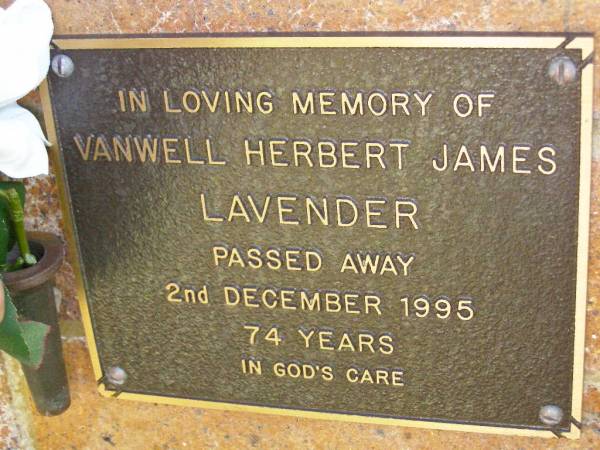 IN LOVING MEMORY OF
VANWELL HERBERT JAMES
LAVENDER
PASSED AWAY
2nd DECEMBER 1995
74 YEARS
IN GOD'S CARE